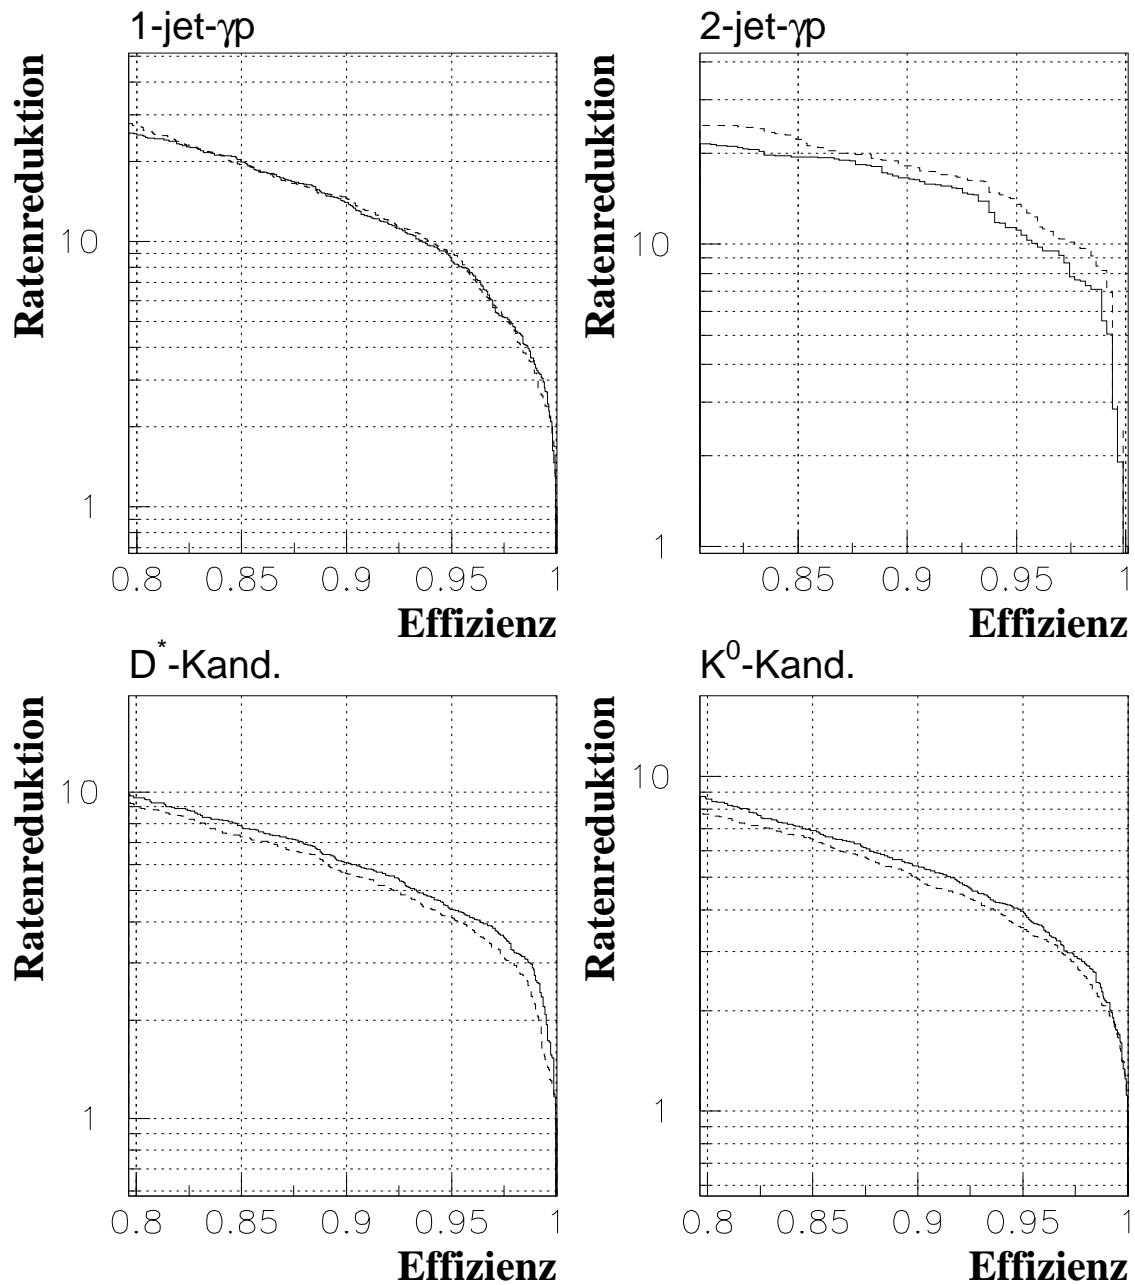 1-jet-γp
Ratenreduktion
10
1
0.8 0.85 0.9 0.95 1
Effizienz
2-jet-γp
Ratenreduktion
10
1
0.85 0.9 0.95 1
Effizienz
D*-Kand.
Ratenreduktion
10
1
0.8 0.85 0.9 0.95 1
Effizienz
K⁰-Kand.
Ratenreduktion
10
1
0.8 0.85 0.9 0.95 1
Effizienz